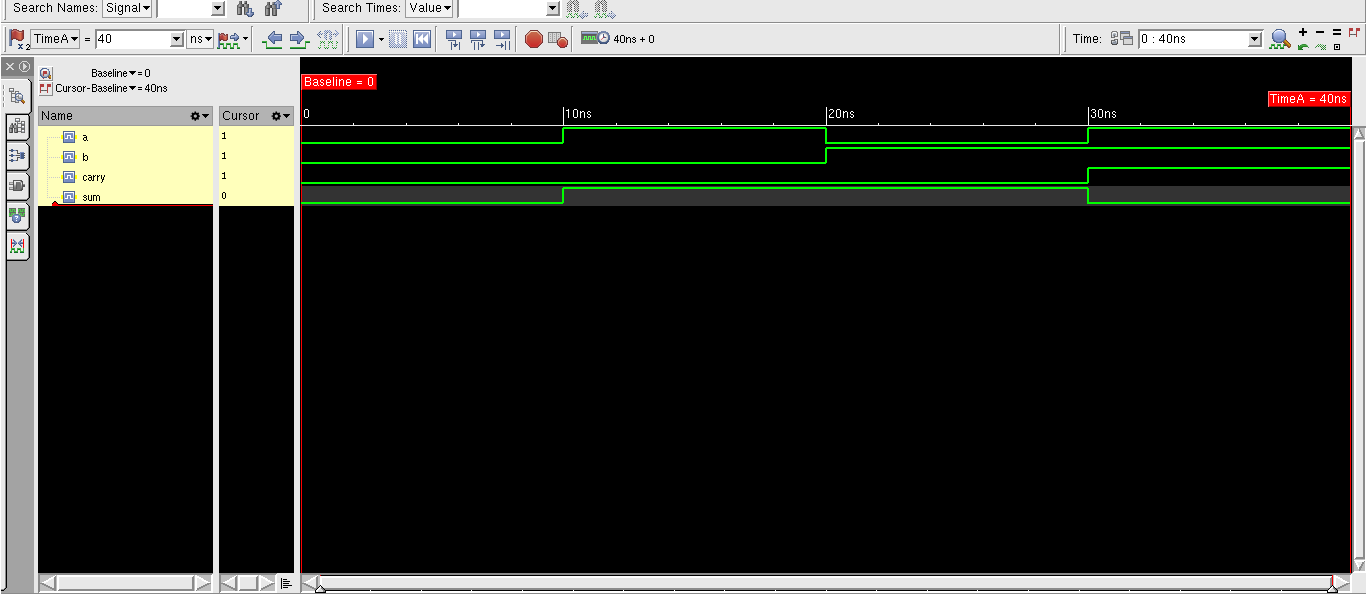 Search Names: Signal Search Times: Value
x2 TimeA = 40 ns 40ns + 0 Time: 0 : 40ns
Baseline = 0
Cursor-Baseline = 40ns
Baseline = 0
TimeA = 40ns
Name Cursor 0 10ns 20ns 30ns
a 1
b 1
carry 1
sum 0